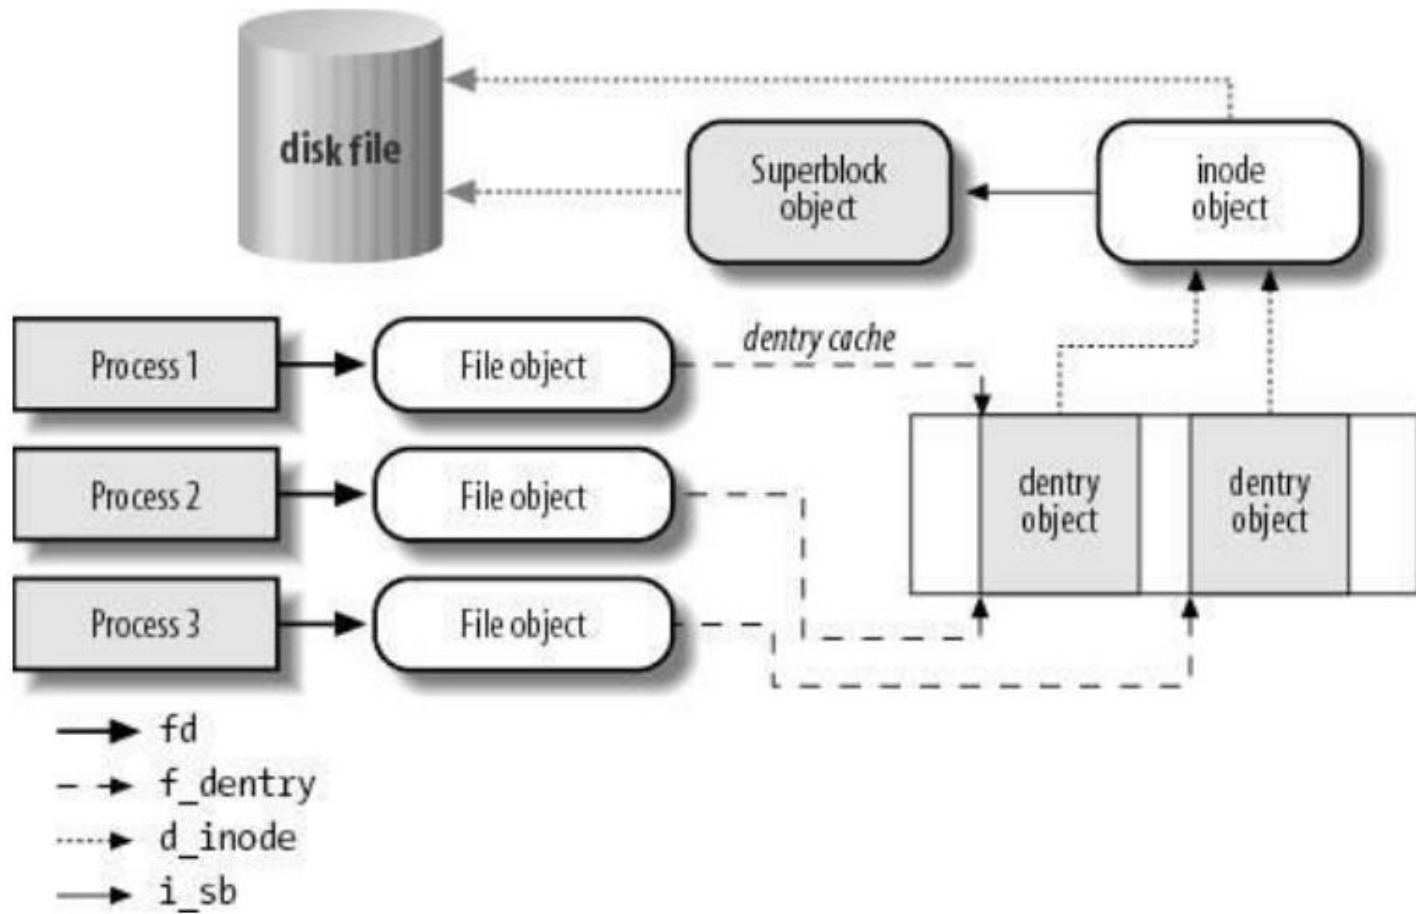 disk file
Superblock
object
inode
object
Process 1
File object
dentry cache
Process 2
File object
dentry
object
dentry
object
Process 3
File object
fd
f_dentry
d_inode
i_sb